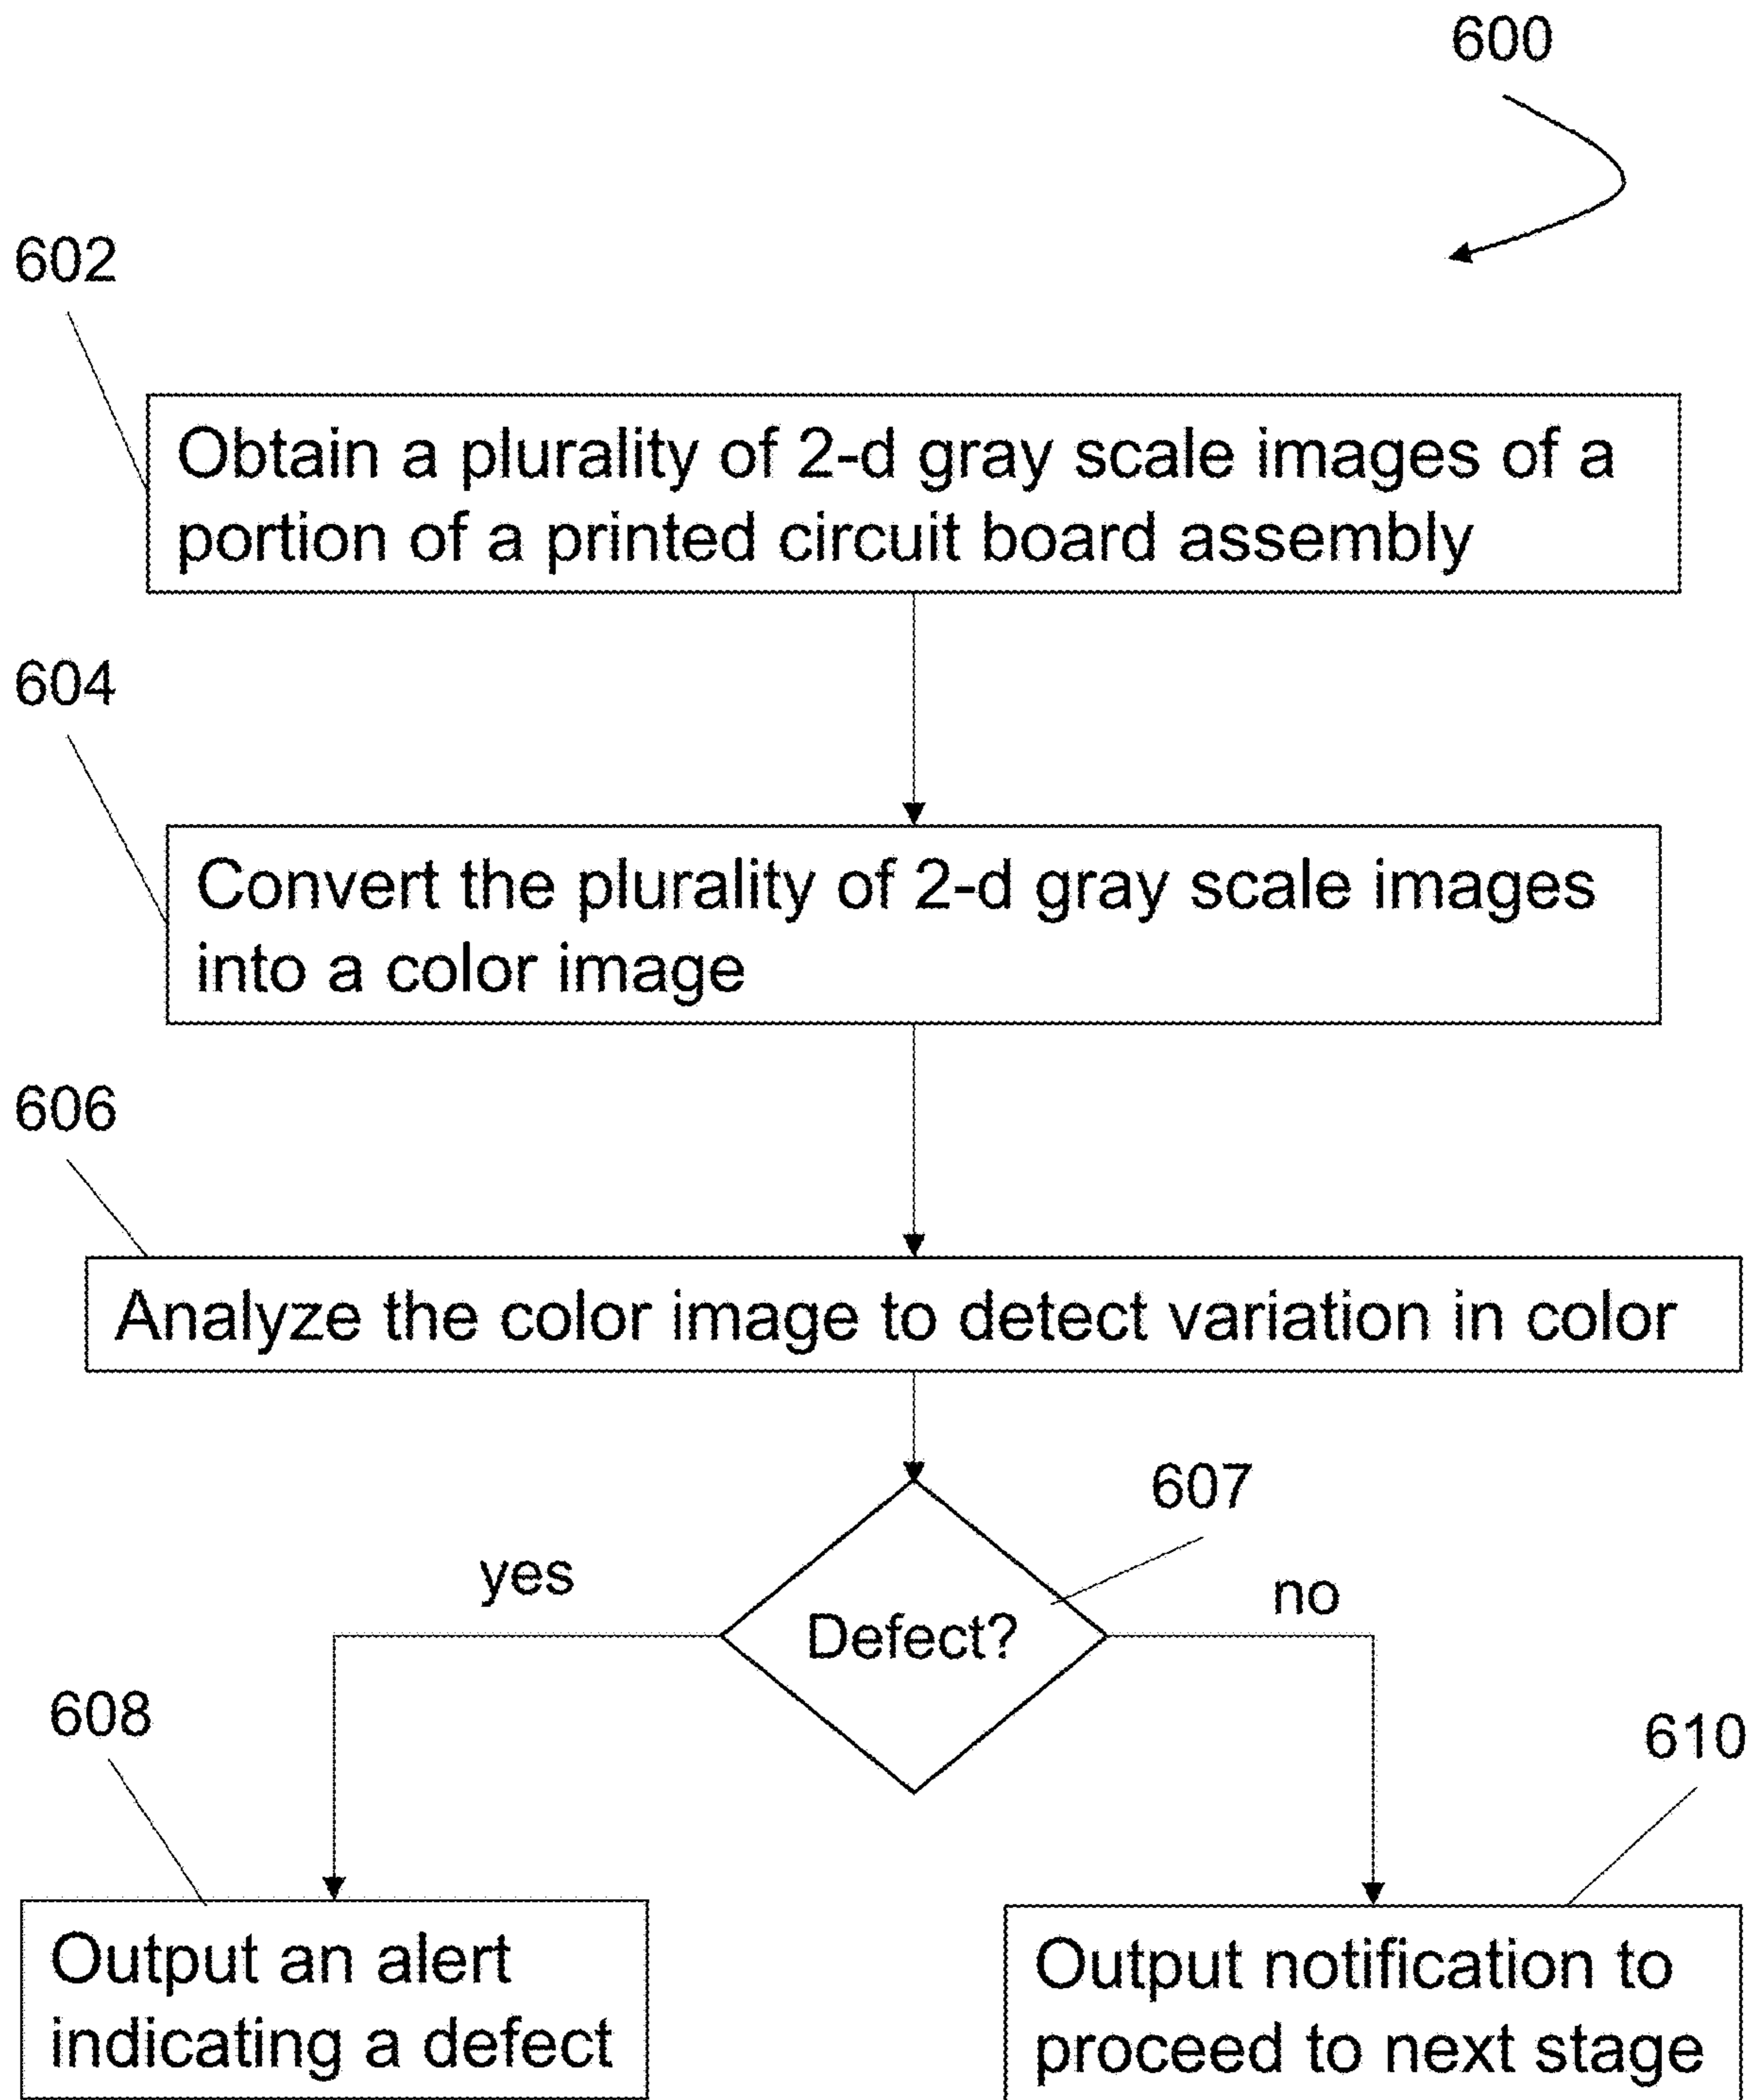 600
602
Obtain a plurality of 2-d gray scale images of a
portion of a printed circuit board assembly
604
Convert the plurality of 2-d gray scale images
into a color image
606
Analyze the color image to detect variation in color
607
yes
no
Defect?
608
610
Output an alert
indicating a defect
Output notification to
proceed to next stage